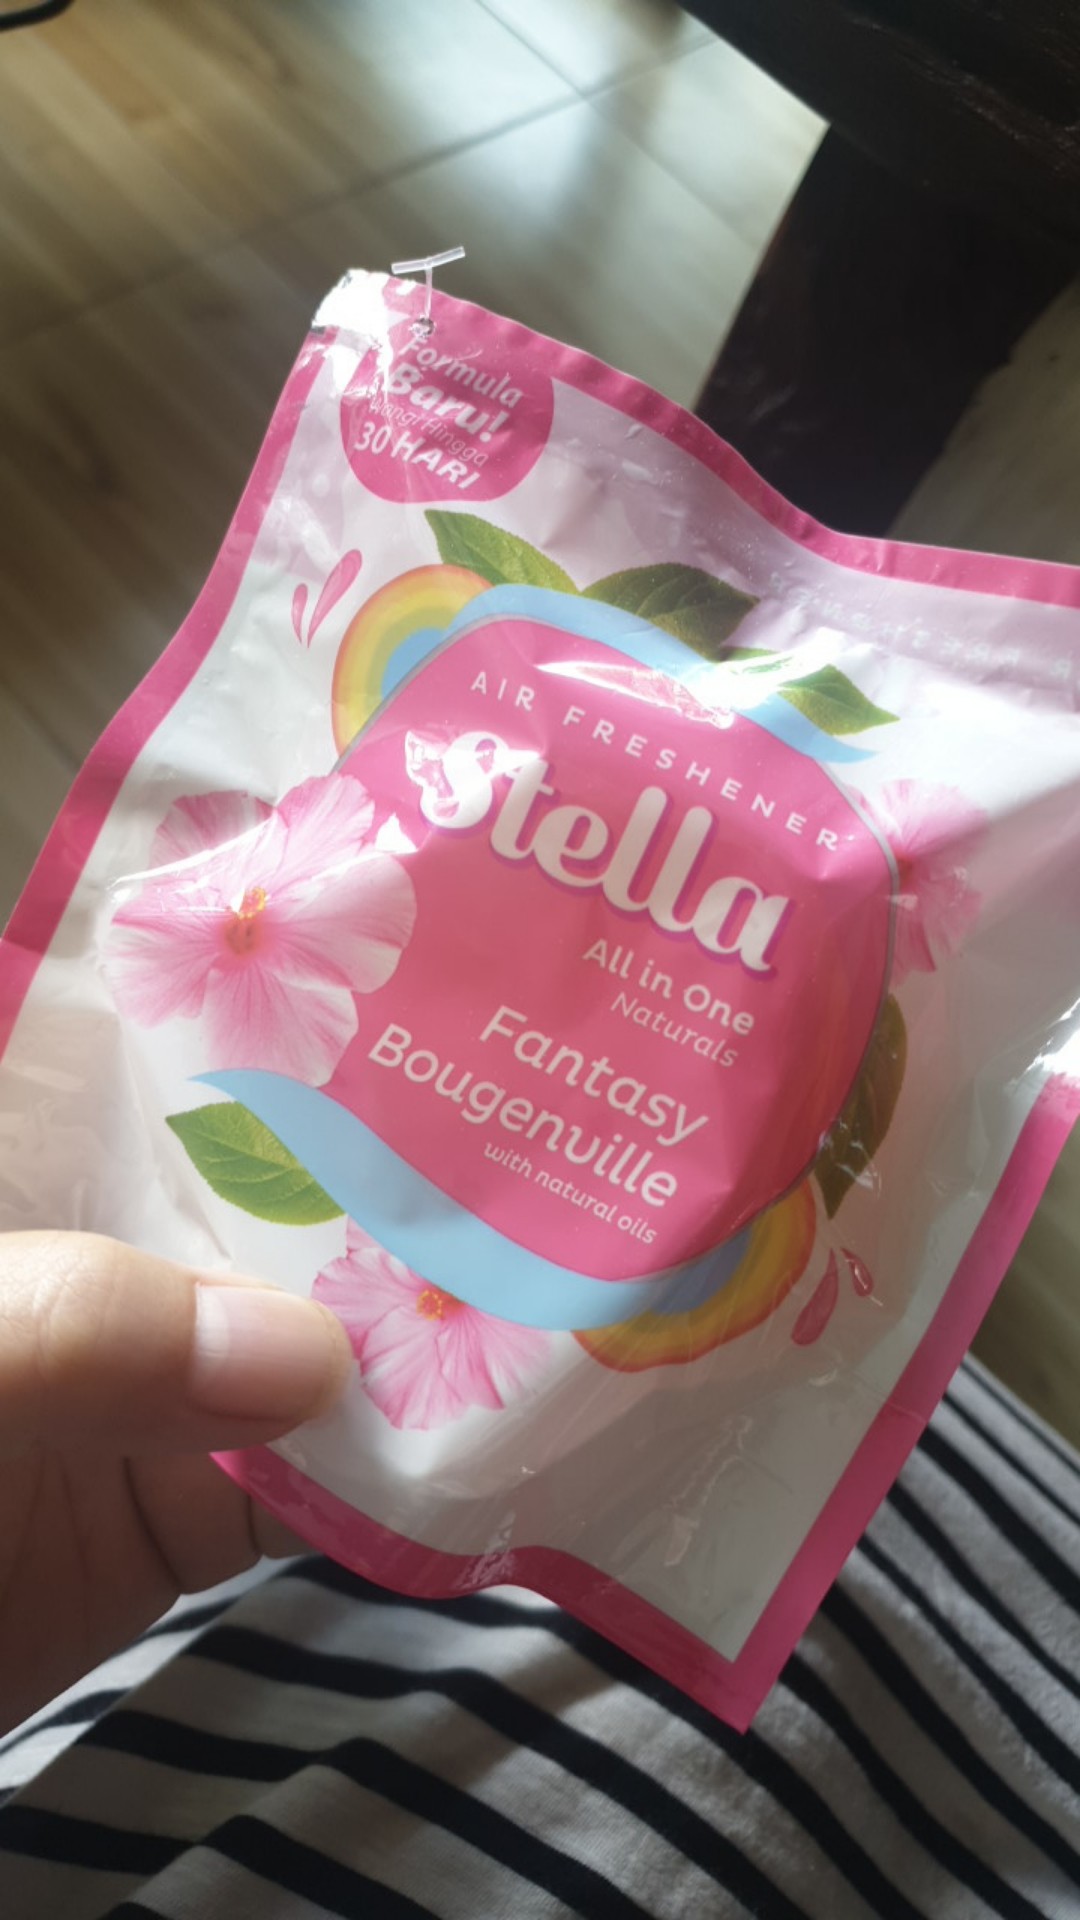 Formula
Baru!
Wangi Hingga
30 HARI
AIR FRESHENER
Stella
All in One
Naturals
Fantasy
Bougenville
with natural oils